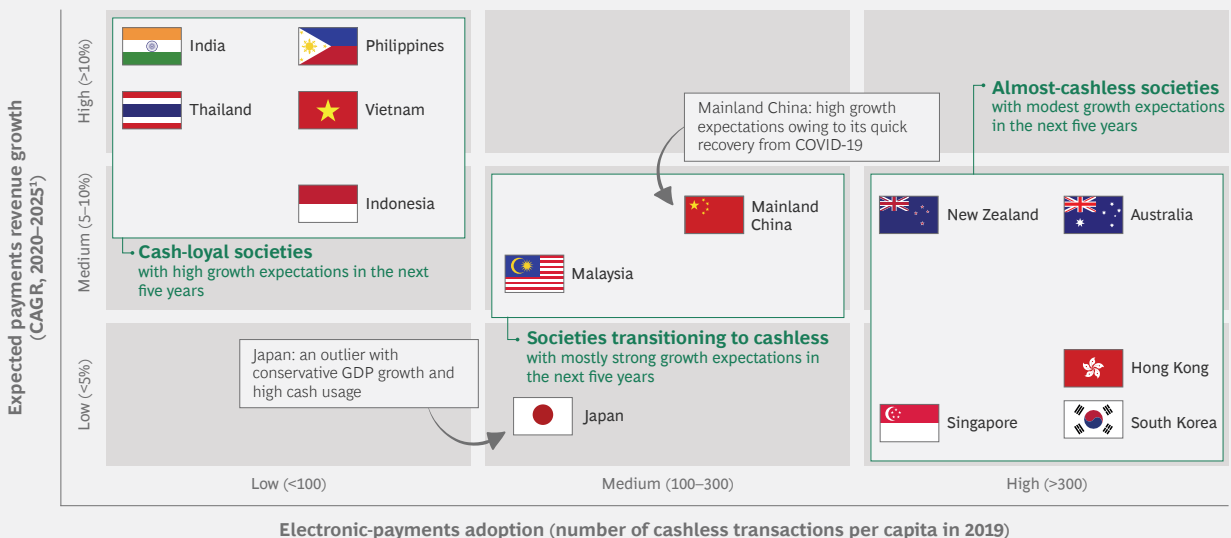 Expected payments revenue growth
(CAGR, 2020–2025¹)
High (>10%)
Medium (5–10%)
Low (<5%)
India
Philippines
Thailand
Vietnam
Indonesia
Cash-loyal societies
with high growth expectations in the next
five years
Mainland China: high growth
expectations owing to its quick
recovery from COVID-19
Mainland
China
Malaysia
Societies transitioning to cashless
with mostly strong growth expectations in
the next five years
Japan: an outlier with
conservative GDP growth and
high cash usage
Japan
Almost-cashless societies
with modest growth expectations
in the next five years
New Zealand
Australia
Hong Kong
Singapore
South Korea
Low (<100)
Medium (100–300)
High (>300)
Electronic-payments adoption (number of cashless transactions per capita in 2019)